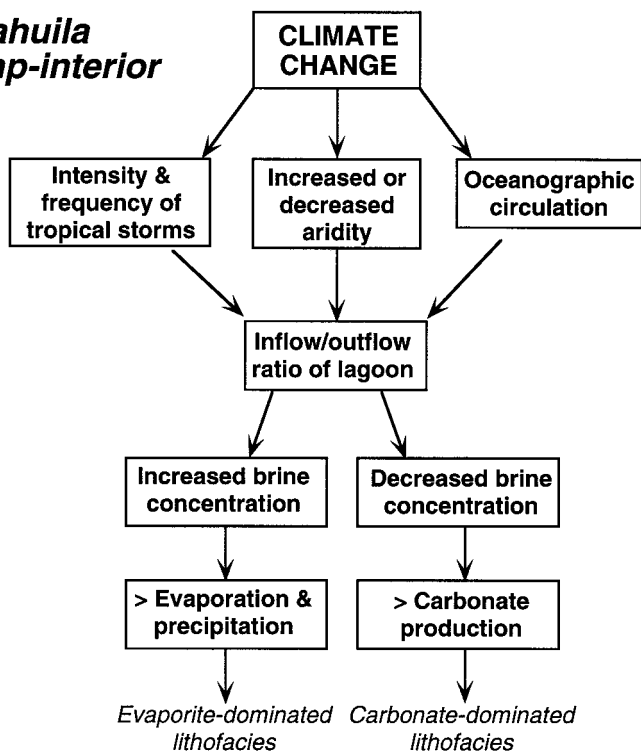 ahuila
ap-interior
CLIMATE
CHANGE
Intensity &
frequency of
tropical storms
Increased or
decreased
aridity
Oceanographic
circulation
Inflow/outflow
ratio of lagoon
Increased brine
concentration
Decreased brine
concentration
> Evaporation &
precipitation
> Carbonate
production
Evaporite-dominated
lithofacies
Carbonate-dominated
lithofacies